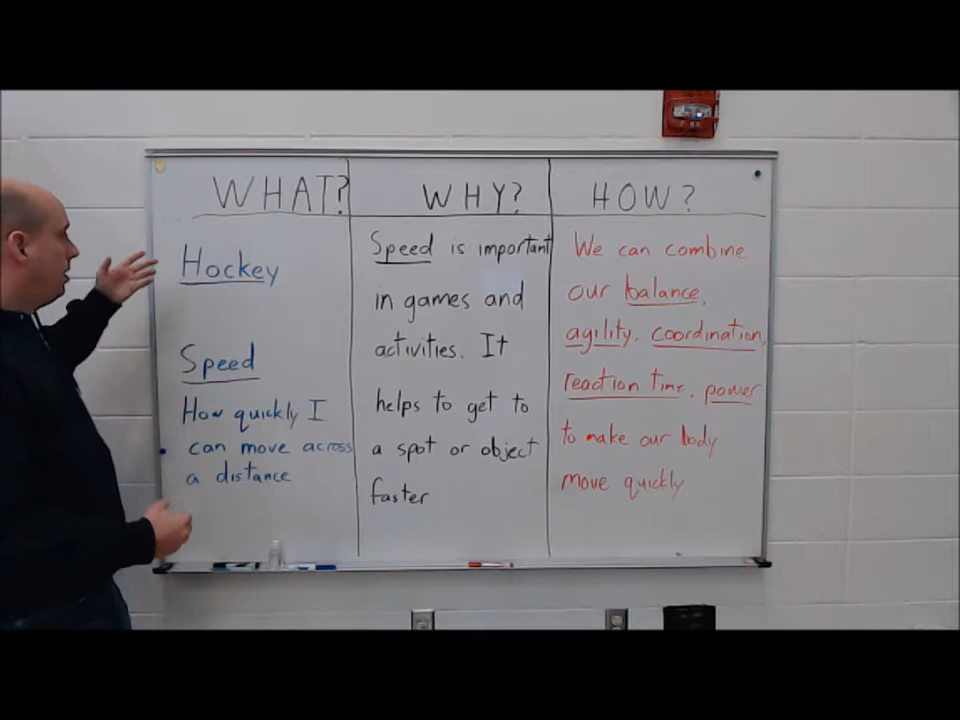 WHAT?
Hockey
Speed
How quickly I
can move across
a distance
WHY?
Speed is important
in games and
activities. It
helps to get to
a spot or object
faster
HOW?
We can combine
our balance,
agility, coordination,
reaction time, power
to make our body
move quickly